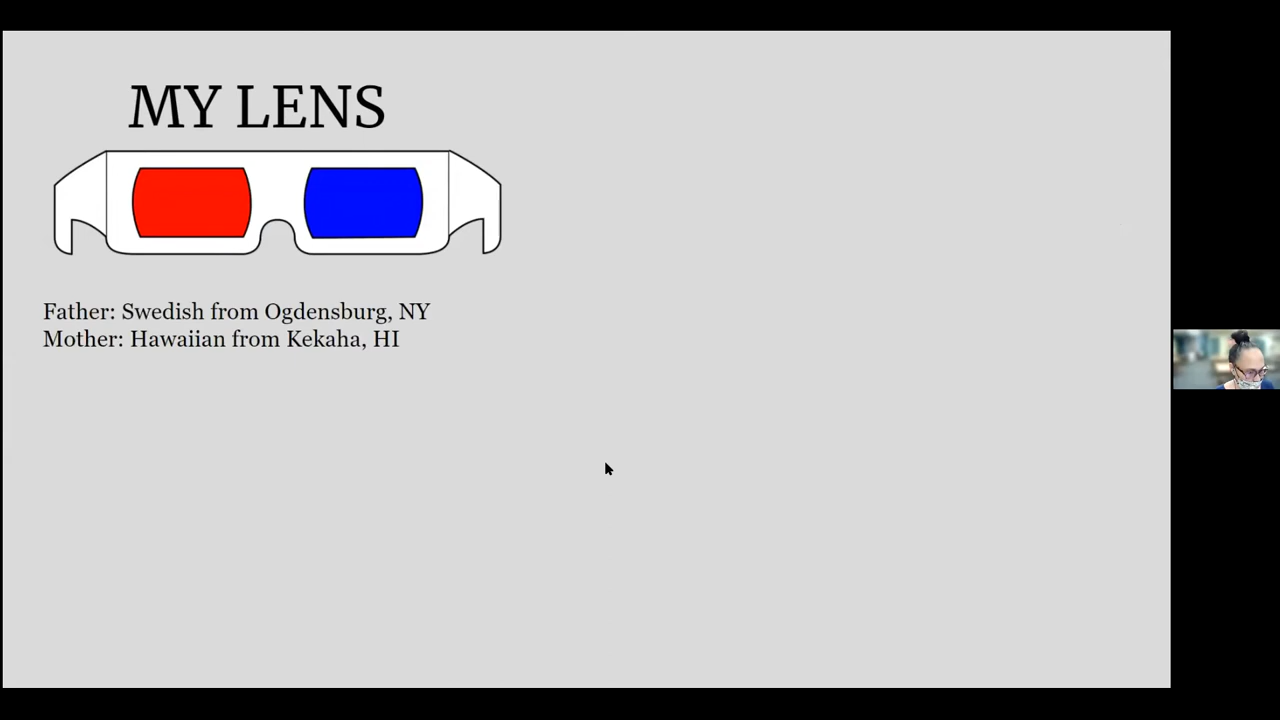 MY LENS
Father: Swedish from Ogdensburg, NY
Mother: Hawaiian from Kekaha, HI